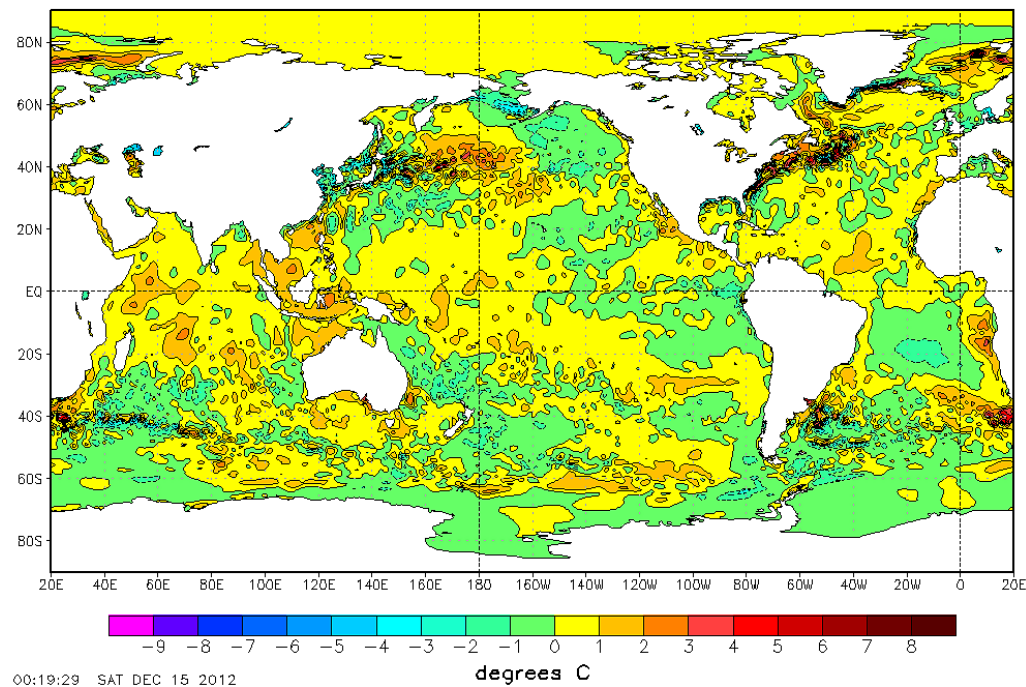 80N
60N
40N
20N
EQ
20S
40S
60S
80S
20E 40E 60E 80E 100E 120E 140E 160E 180 160W 140W 120W 100W 80W 60W 40W 20W 0 20E
-9 -8 -7 -6 -5 -4 -3 -2 -1 0 1 2 3 4 5 6 7 8
degrees C
00:19:29 SAT DEC 15 2012